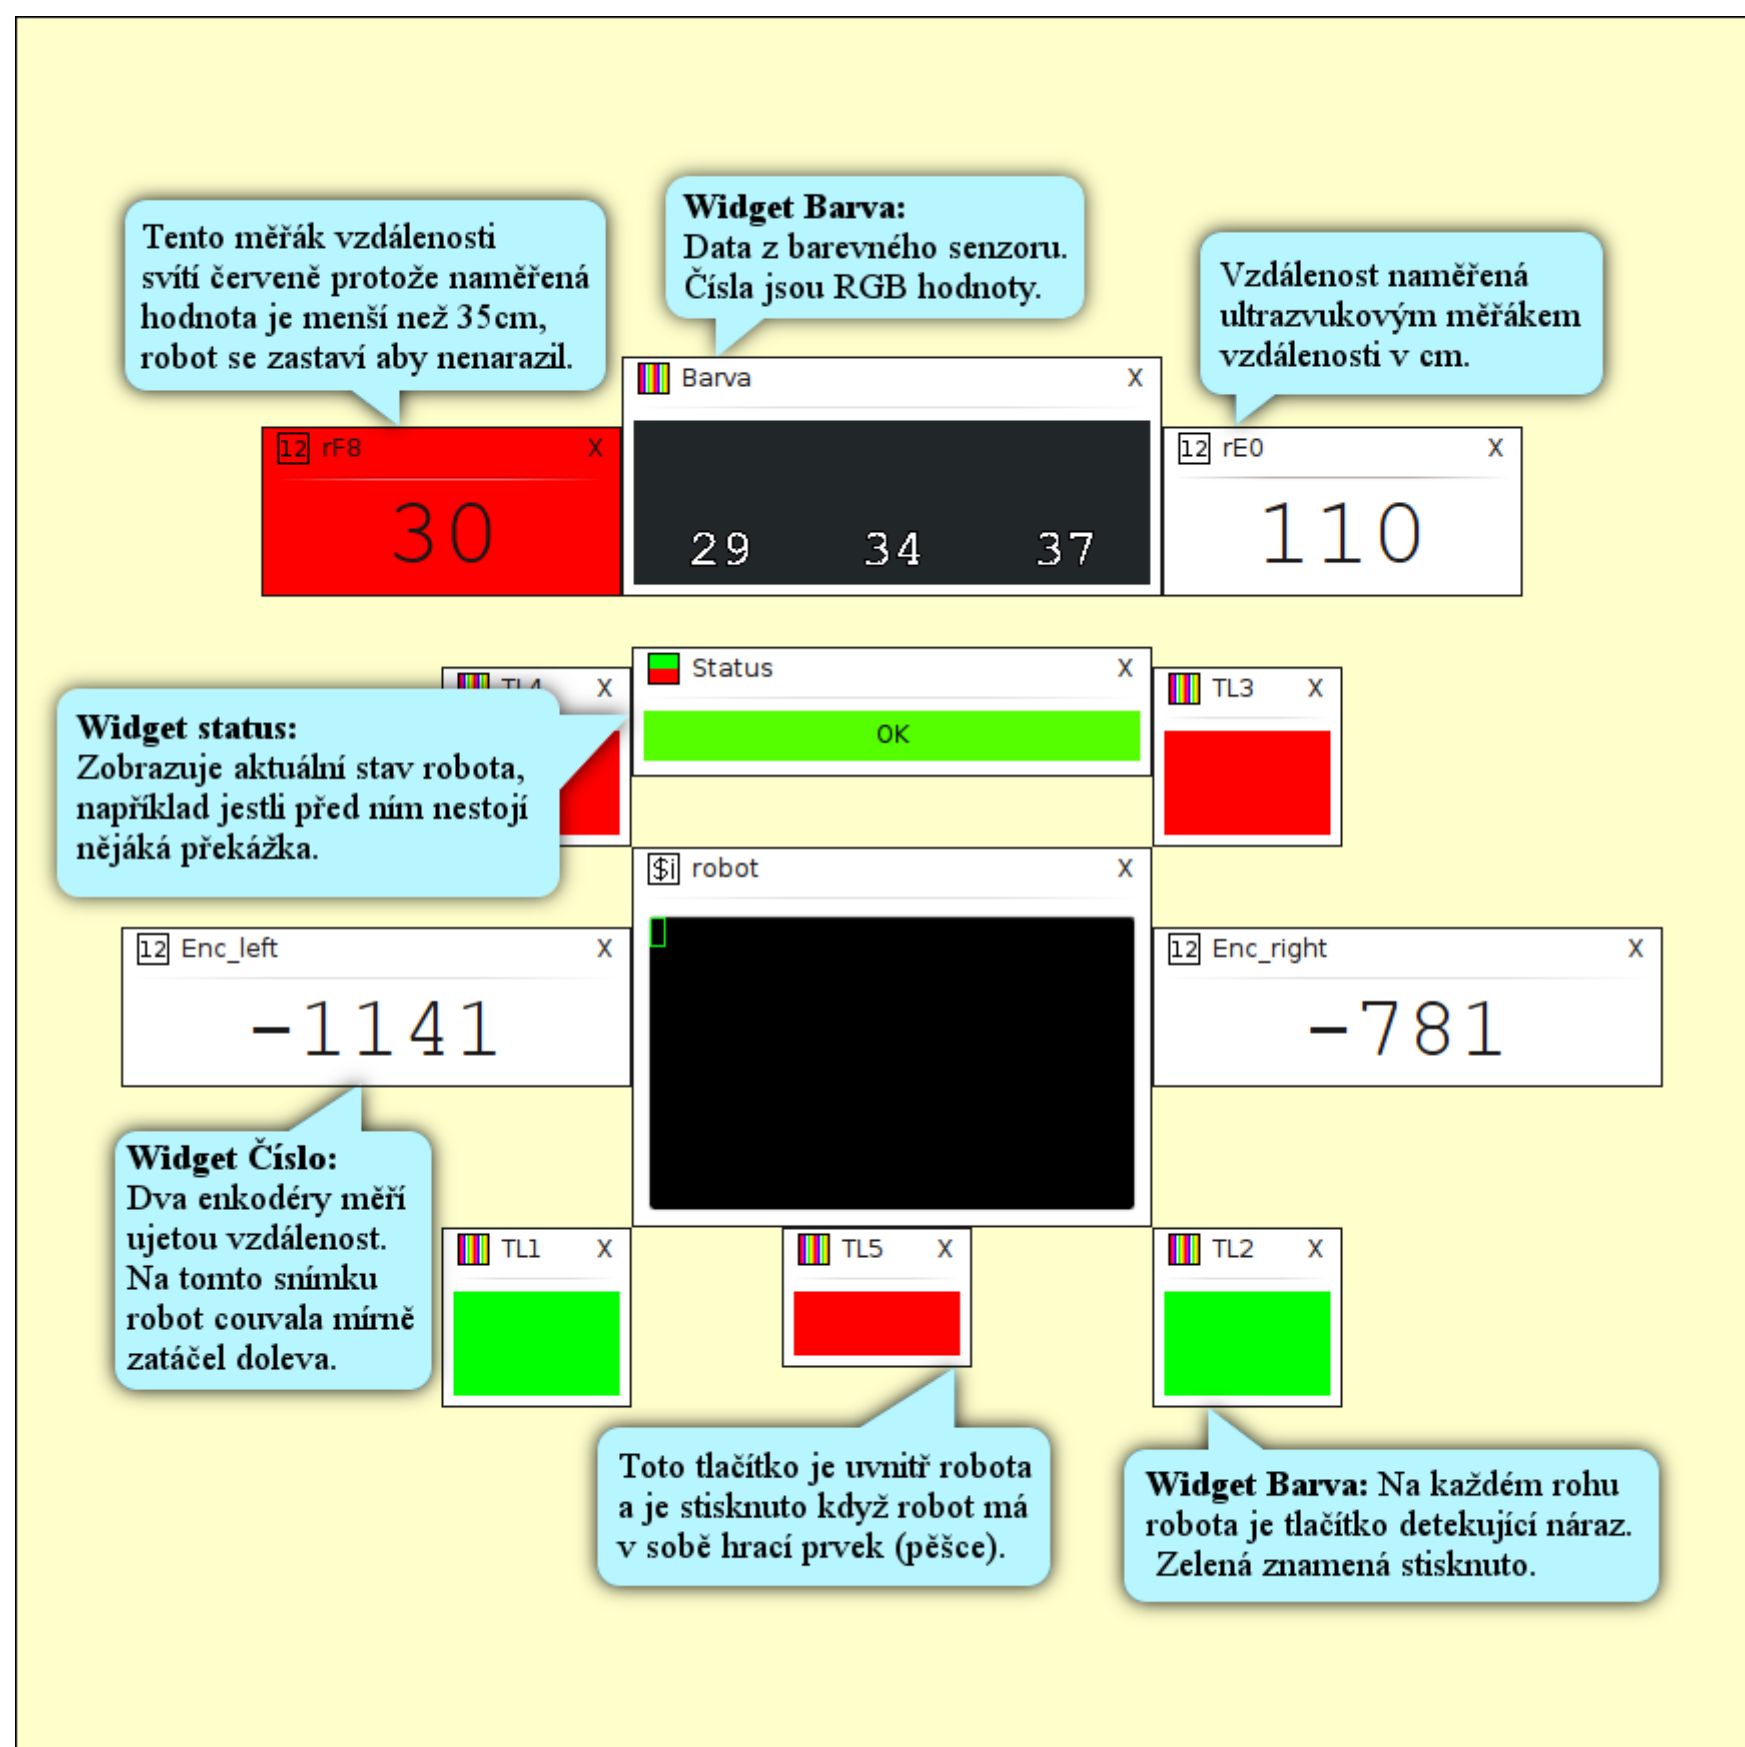 Tento měřák vzdálenosti
svítí červeně protože naměřená
hodnota je menší než 35cm,
robot se zastaví aby nenarazil.
Widget Barva:
Data z barevného senzoru.
Čísla jsou RGB hodnoty.
Vzdálenost naměřená
ultrazvukovým měřákem
vzdálenosti v cm.
12 rF8 X
30
Barva X
29 34 37
12 rE0 X
110
TL4 X
Status X
OK
TL3 X
Widget status:
Zobrazuje aktuální stav robota,
například jestli před ním nestojí
nějáká překážka.
$i robot X
12 Enc_left X
-1141
12 Enc_right X
-781
Widget Číslo:
Dva enkodéry měří
ujetou vzdálenost.
Na tomto snímku
robot couvala mírně
zatáčel doleva.
TL1 X
TL5 X
TL2 X
Toto tlačítko je uvnitř robota
a je stisknuto když robot má
v sobě hrací prvek (pěšce).
Widget Barva: Na každém rohu
robota je tlačítko detekující náraz.
Zelená znamená stisknuto.